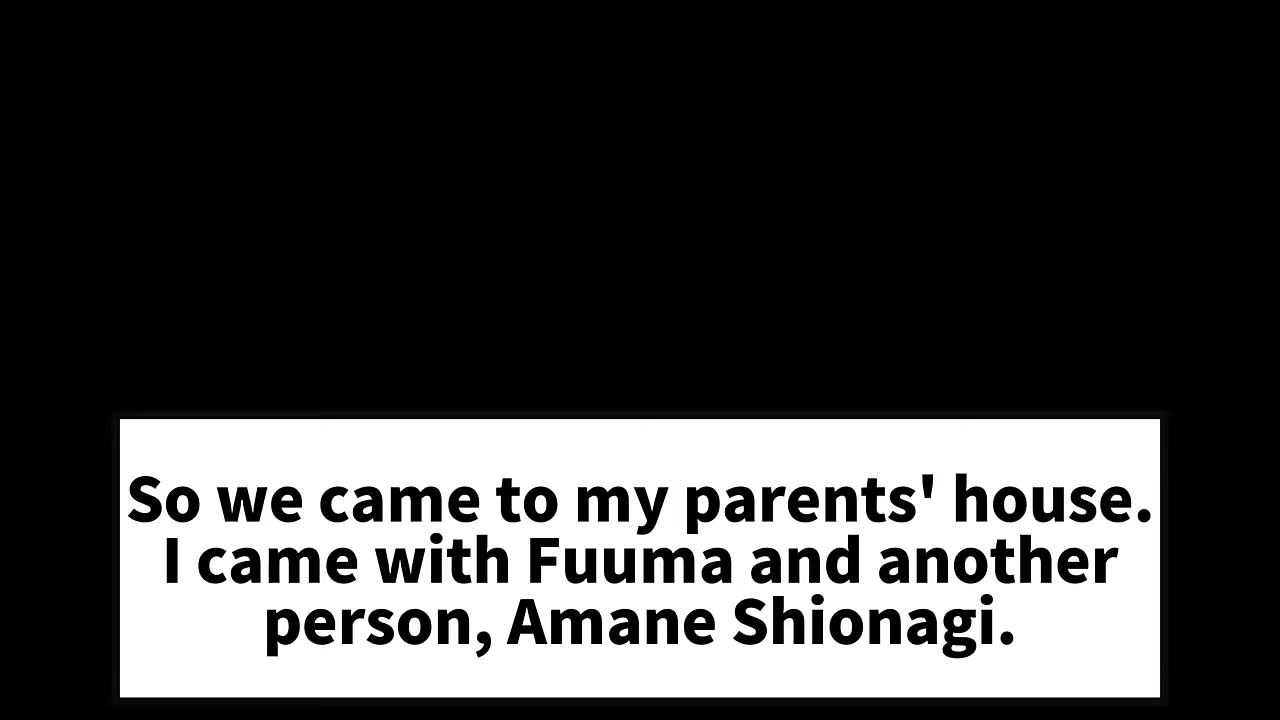 So we came to my parents' house.
I came with Fuuma and another
person, Amane Shionagi.